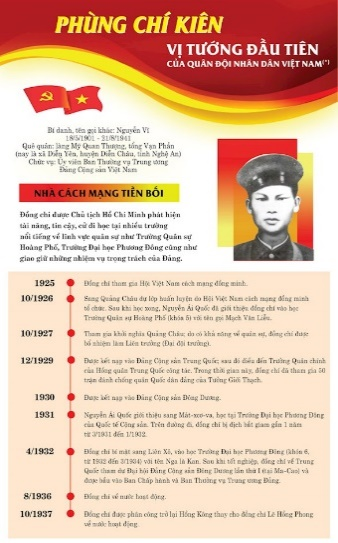 PHÙNG CHÍ KIÊN
VỊ TƯỚNG ĐẦU TIÊN
CỦA QUÂN ĐỘI NHÂN DÂN VIỆT NAM(*)
Bí danh, tên gọi khác: Nguyễn Vĩ
18/5/1901 - 21/8/1941
Quê quán: làng Mỹ Quan Thượng, tổng Vạn Phần
(nay là xã Diễn Yên, huyện Diễn Châu, tỉnh Nghệ An)
Chức vụ: Ủy viên Ban Thường vụ Trung ương
Đảng Cộng sản Việt Nam
NHÀ CÁCH MẠNG TIỀN BỐI
Đồng chí được Chủ tịch Hồ Chí Minh phát hiện
tài năng, tin cậy, cử đi học tại nhiều trường
nổi tiếng về lĩnh vực quân sự như Trường Quân sự
Hoàng Phố, Trường Đại học Phương Đông cũng như
giao giữ những nhiệm vụ trọng trách của Đảng.
1925 Đồng chí tham gia Hội Việt Nam cách mạng đồng minh.
10/1926 Sang Quảng Châu dự lớp huấn luyện do Hội Việt Nam cách mạng đồng minh
tổ chức. Sau khi học xong, Nguyễn Ái Quốc đã giới thiệu đồng chí vào học
Trường Quân sự Hoàng Phố (khóa 5) với tên gọi Mạch Văn Liễu.
10/1927 Tham gia khởi nghĩa Quảng Châu; do có khả năng về quân sự, đồng chí được
bổ nhiệm làm Liên trưởng (Đại đội trưởng).
12/1929 Được kết nạp vào Đảng Cộng sản Trung Quốc; sau đó điều đến Trường Quân chính
của Hồng quân Trung Quốc công tác. Trong thời gian này, đồng chí đã tham gia 50
trận đánh chống quân Quốc dân đảng của Tưởng Giới Thạch.
1930 Được kết nạp vào Đảng Cộng sản Đông Dương.
1931 Nguyễn Ái Quốc giới thiệu sang Mát-xcơ-va, học tại Trường Đại học Phương Đông
của Quốc tế Cộng sản. Trên đường đi, đồng chí bị địch bắt giam gần 1 năm
từ 3/1931 đến 1/1932.
4/1932 Đồng chí bí mật sang Liên Xô, vào học Trường Đại học Phương Đông (khóa 6,
từ 1932 đến 3/1934) với tên Nga là Kan. Sau khi tốt nghiệp, đồng chí về Trung
Quốc tham dự Đại hội Đảng Cộng sản Đông Dương lần thứ I tại Ma-Cao) và
được bầu vào Ban Chấp hành và Ban Thường vụ Trung ương Đảng.
8/1936 Đồng chí về nước hoạt động.
10/1937 Đồng chí được phân công trở lại Hồng Kông thay cho đồng chí Lê Hồng Phong
về nước hoạt động.